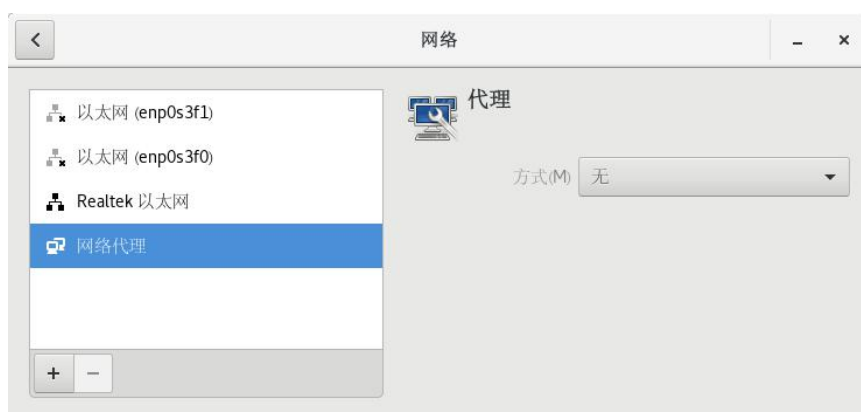 网络
以太网 (enp0s3f1)
以太网 (enp0s3f0)
Realtek 以太网
网络代理
代理
方式(M) 无